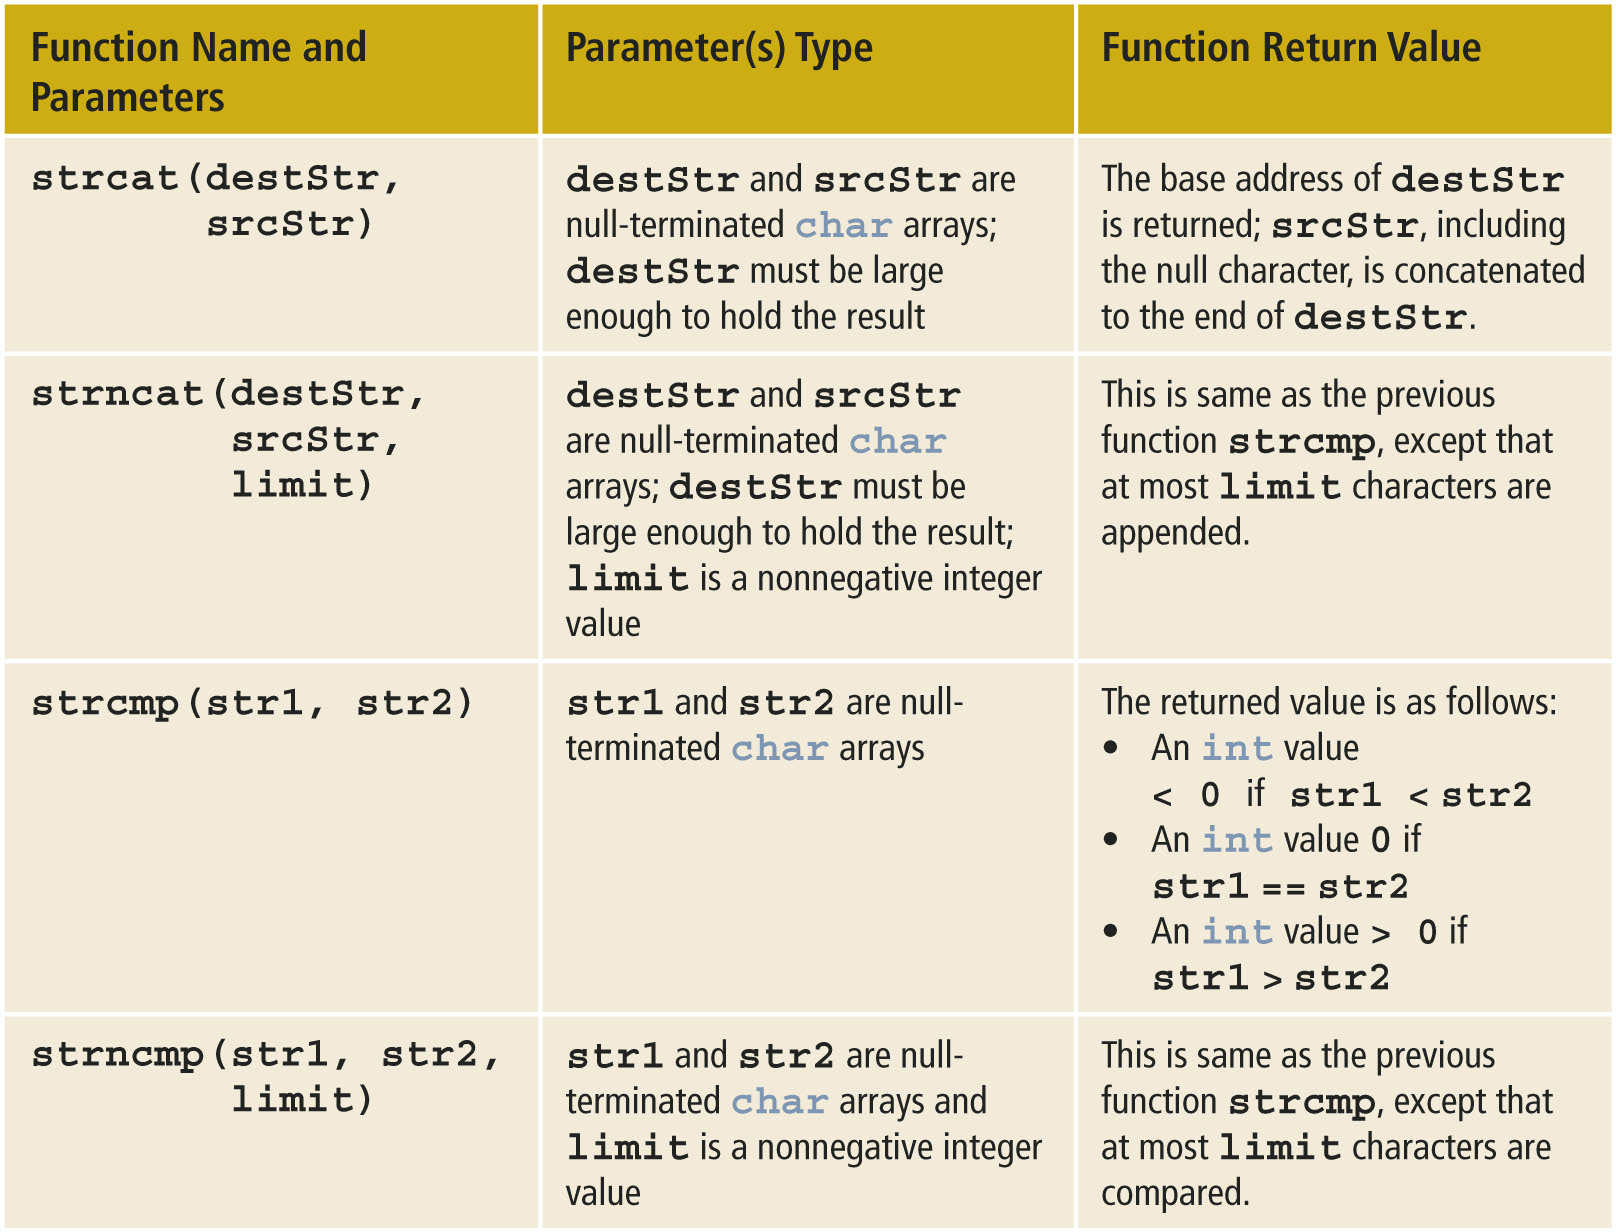 Function Name and
Parameters
Parameter(s) Type
Function Return Value
strcat(destStr,
srcStr)
destStr and srcStr are
null-terminated char arrays;
destStr must be large
enough to hold the result
The base address of destStr
is returned; srcStr, including
the null character, is concatenated
to the end of destStr.
strncat(destStr,
srcStr,
limit)
destStr and srcStr
are null-terminated char
arrays; destStr must be
large enough to hold the result;
limit is a nonnegative integer
value
This is same as the previous
function strcmp, except that
at most limit characters are
appended.
strcmp(str1, str2)
str1 and str2 are null-
terminated char arrays
The returned value is as follows:
• An int value
< 0 if str1 < str2
• An int value 0 if
str1 == str2
• An int value > 0 if
str1 > str2
strncmp(str1, str2,
limit)
str1 and str2 are null-
terminated char arrays and
limit is a nonnegative integer
value
This is same as the previous
function strcmp, except that
at most limit characters are
compared.